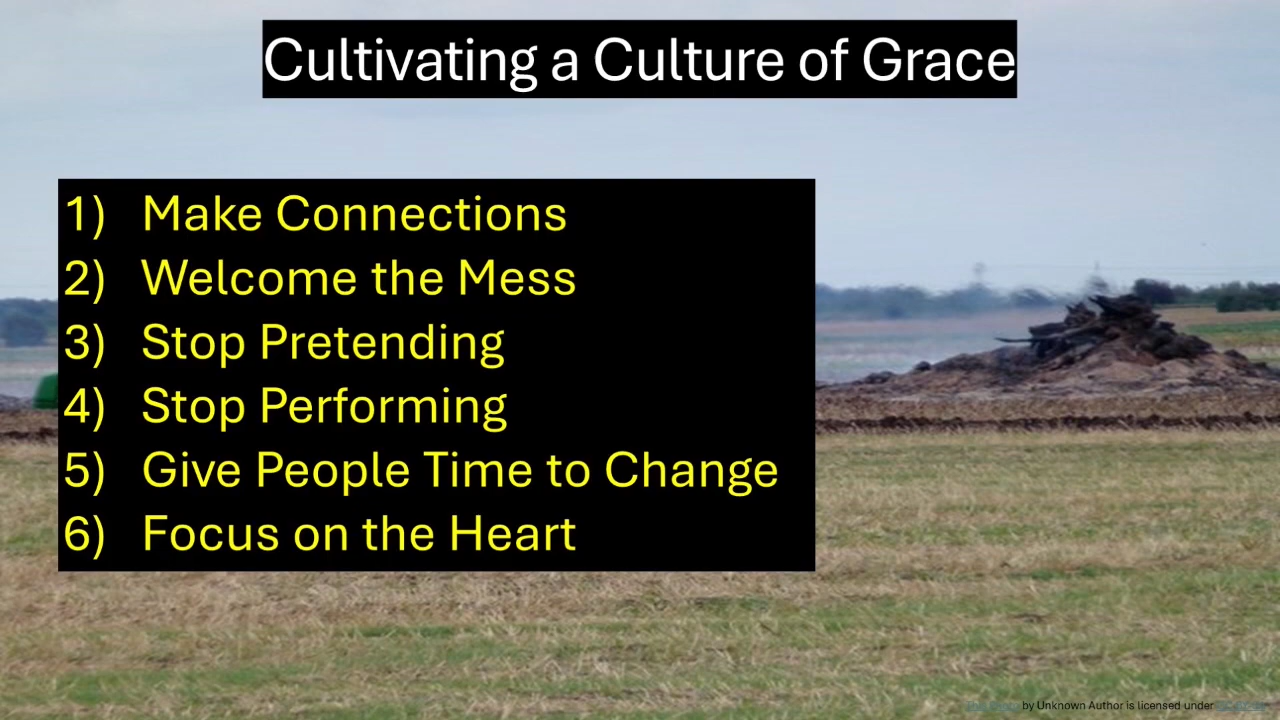 Cultivating a Culture of Grace
1) Make Connections
2) Welcome the Mess
3) Stop Pretending
4) Stop Performing
5) Give People Time to Change
6) Focus on the Heart
by Unknown Author is licensed under